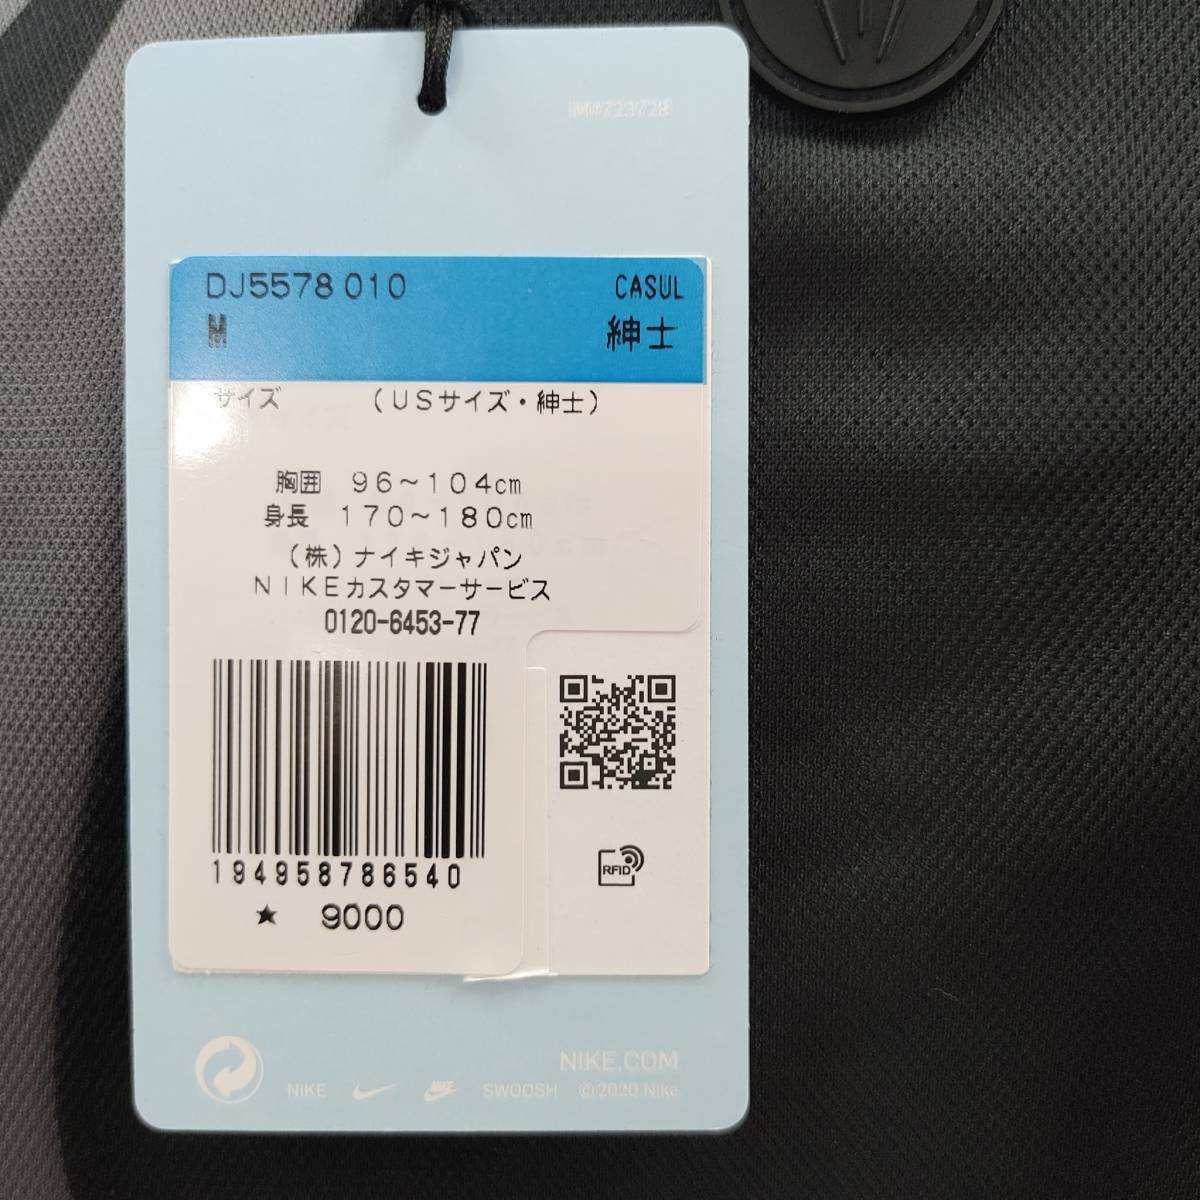 IM#723728
DJ5578 010 CASUL
M 紳士
サイズ （USサイズ・紳士）
胸囲 96～104cm
身長 170～180cm
（株）ナイキジャパン
NIKEカスタマーサービス
0120-6453-77
194958786540
RFID
★ 9000
NIKE.COM
NIKE NIKE SWOOSH ©2020 Nike